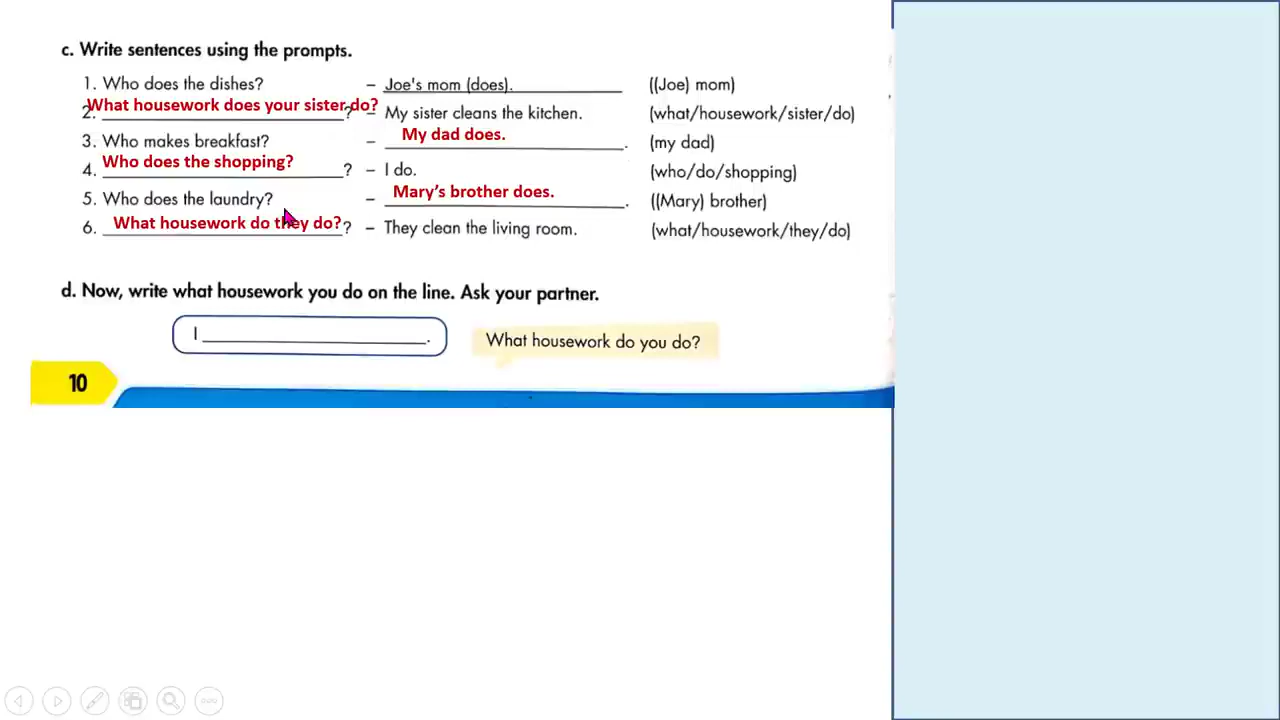 c. Write sentences using the prompts.
1. Who does the dishes? – Joe's mom (does). ((Joe) mom)
2. What housework does your sister do? ? – My sister cleans the kitchen. (what/housework/sister/do)
3. Who makes breakfast? – My dad does. . (my dad)
4. Who does the shopping? ? – I do. (who/do/shopping)
5. Who does the laundry? – Mary's brother does. . ((Mary) brother)
6. What housework do they do? ? – They clean the living room. (what/housework/they/do)
d. Now, write what housework you do on the line. Ask your partner.
I ____________________.
What housework do you do?
10